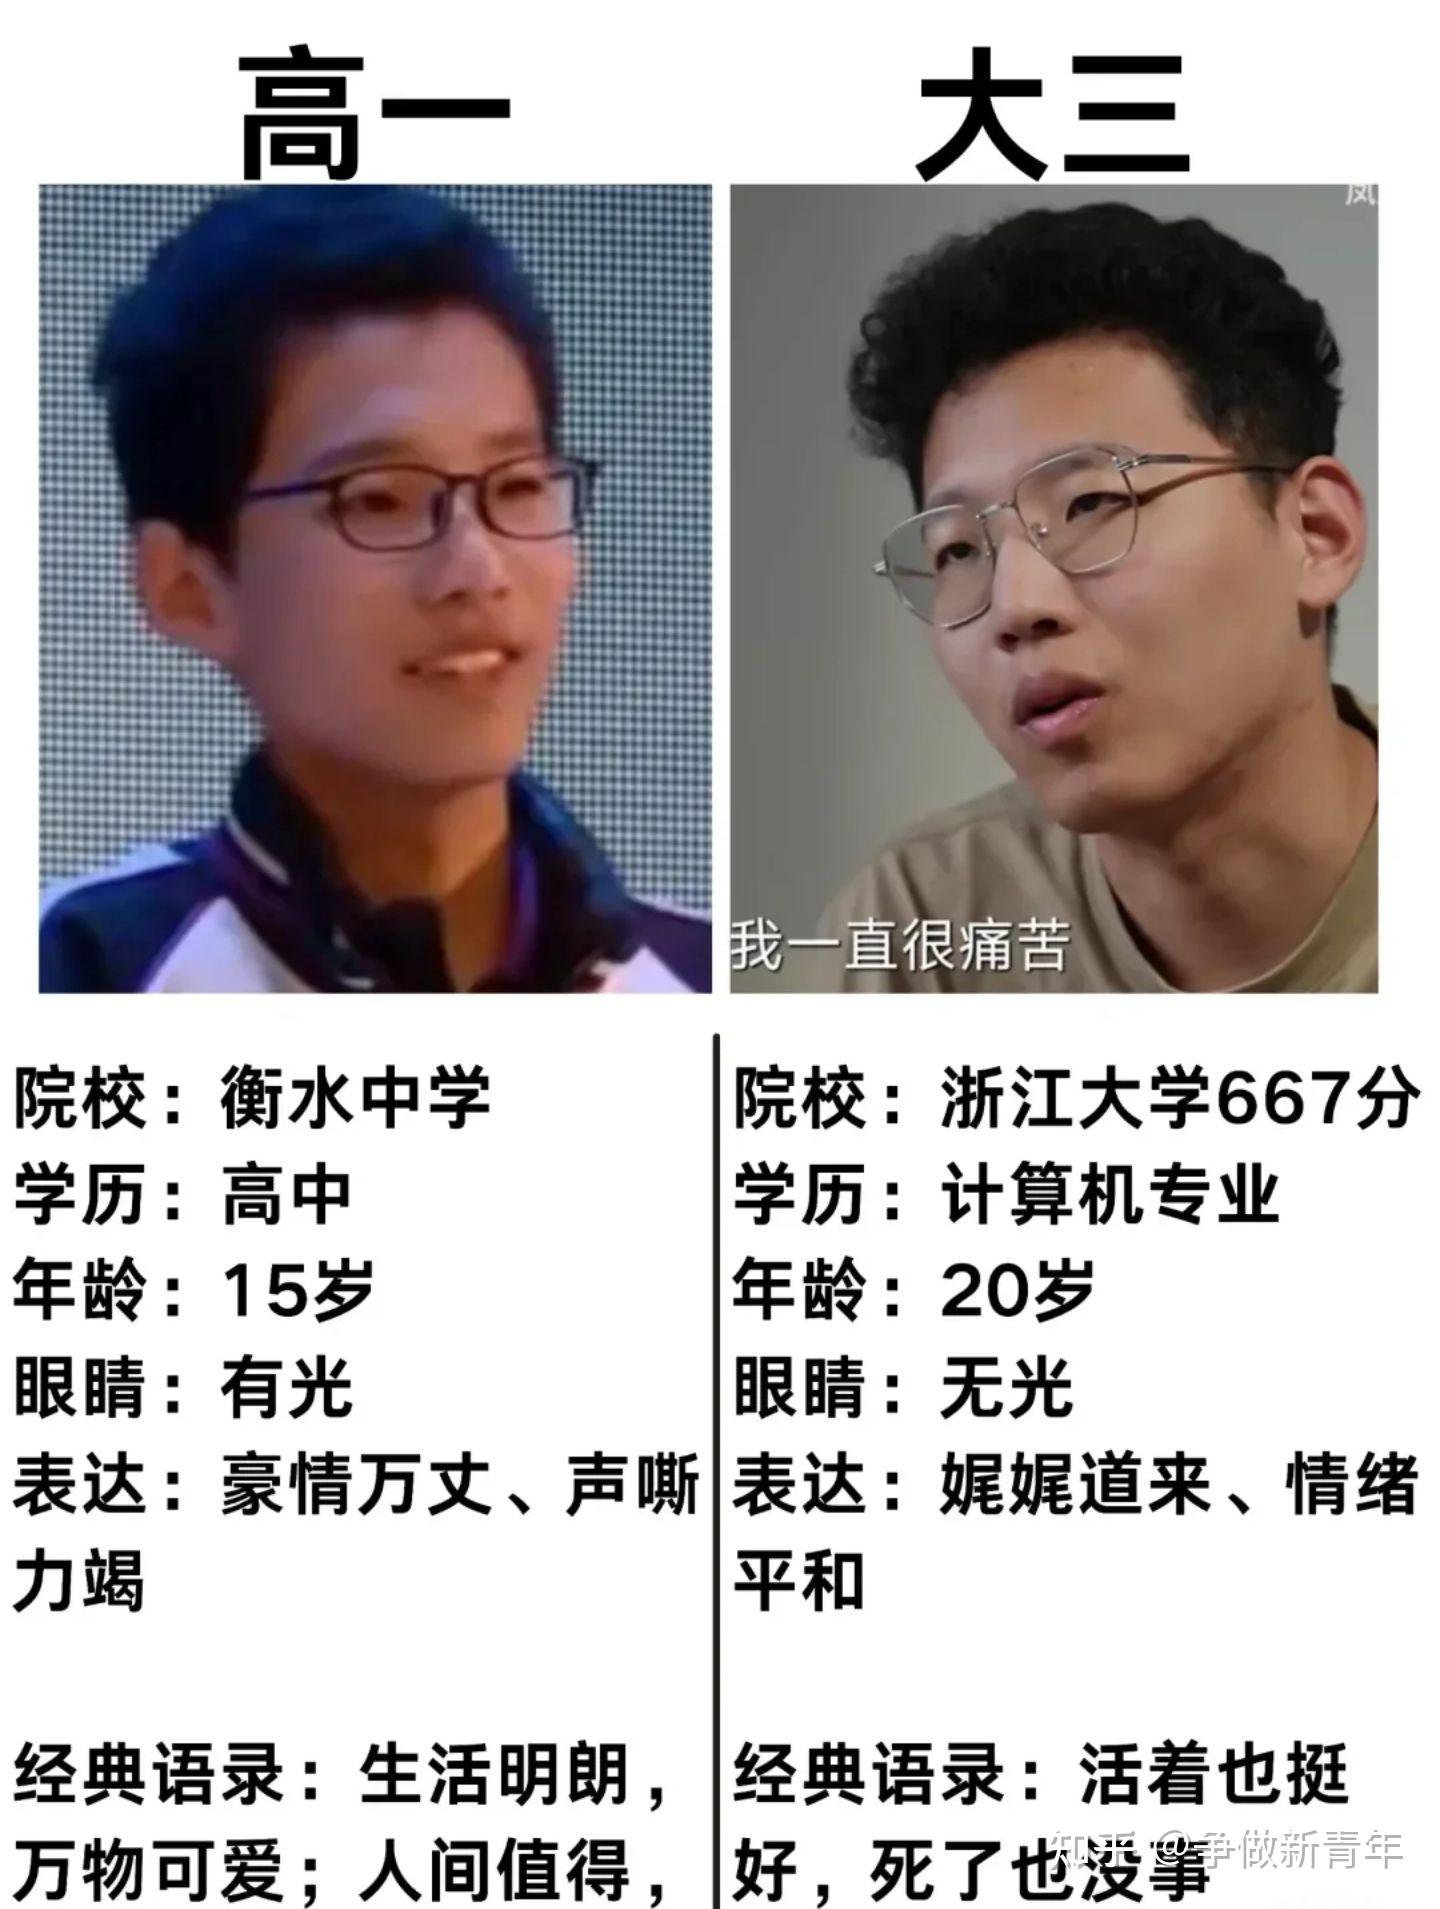 高一
大三
凤
我一直很痛苦
院校：衡水中学
学历：高中
年龄：15岁
眼睛：有光
表达：豪情万丈、声嘶
力竭
经典语录：生活明朗，
万物可爱；人间值得，
院校：浙江大学667分
学历：计算机专业
年龄：20岁
眼睛：无光
表达：娓娓道来、情绪
平和
经典语录：活着也挺
好，死了也没事
知乎 @争做新青年